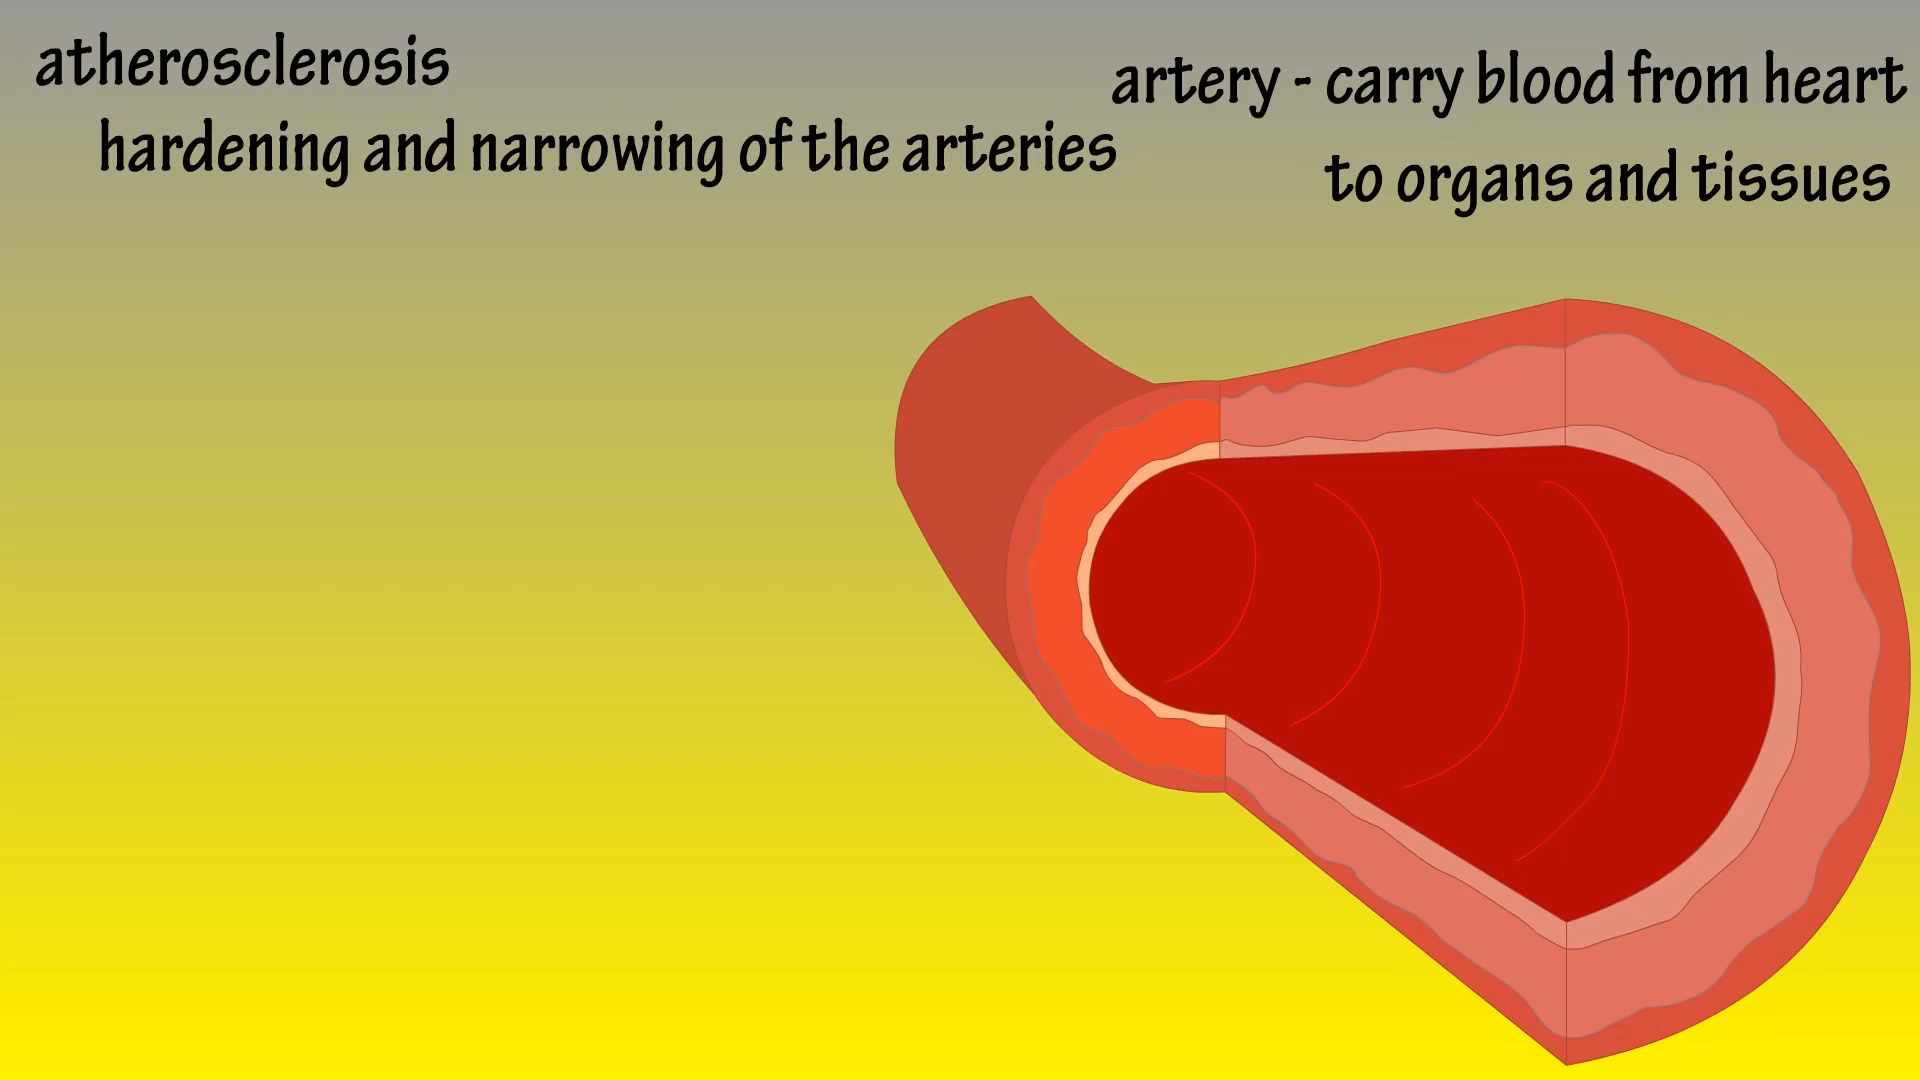 atherosclerosis
hardening and narrowing of the arteries
artery - carry blood from heart
to organs and tissues